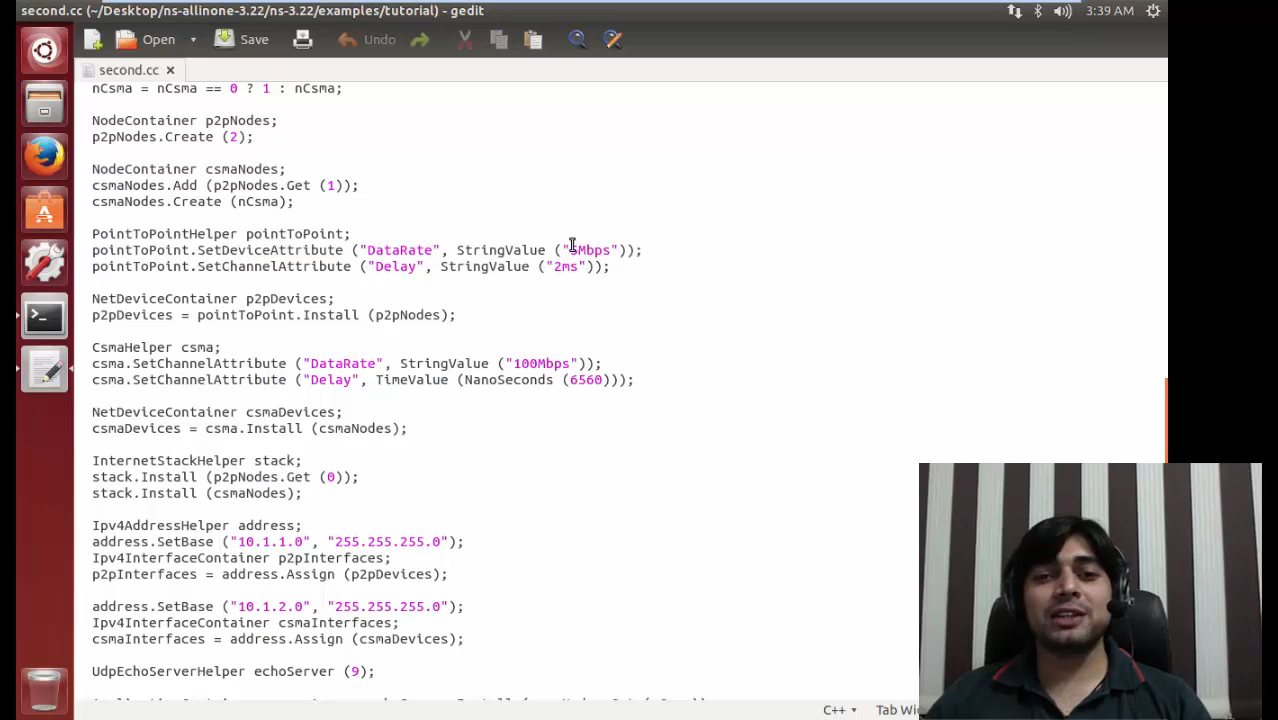 second.cc (~/Desktop/ns-allinone-3.22/ns-3.22/examples/tutorial) - gedit
3:39 AM
Open
Save
Undo
second.cc
nCsma = nCsma == 0 ? 1 : nCsma;
NodeContainer p2pNodes;
p2pNodes.Create (2);
NodeContainer csmaNodes;
csmaNodes.Add (p2pNodes.Get (1));
csmaNodes.Create (nCsma);
PointToPointHelper pointToPoint;
pointToPoint.SetDeviceAttribute ("DataRate", StringValue ("5Mbps"));
pointToPoint.SetChannelAttribute ("Delay", StringValue ("2ms"));
NetDeviceContainer p2pDevices;
p2pDevices = pointToPoint.Install (p2pNodes);
CsmaHelper csma;
csma.SetChannelAttribute ("DataRate", StringValue ("100Mbps"));
csma.SetChannelAttribute ("Delay", TimeValue (NanoSeconds (6560)));
NetDeviceContainer csmaDevices;
csmaDevices = csma.Install (csmaNodes);
InternetStackHelper stack;
stack.Install (p2pNodes.Get (0));
stack.Install (csmaNodes);
Ipv4AddressHelper address;
address.SetBase ("10.1.1.0", "255.255.255.0");
Ipv4InterfaceContainer p2pInterfaces;
p2pInterfaces = address.Assign (p2pDevices);
address.SetBase ("10.1.2.0", "255.255.255.0");
Ipv4InterfaceContainer csmaInterfaces;
csmaInterfaces = address.Assign (csmaDevices);
UdpEchoServerHelper echoServer (9);
C++
Tab Wi